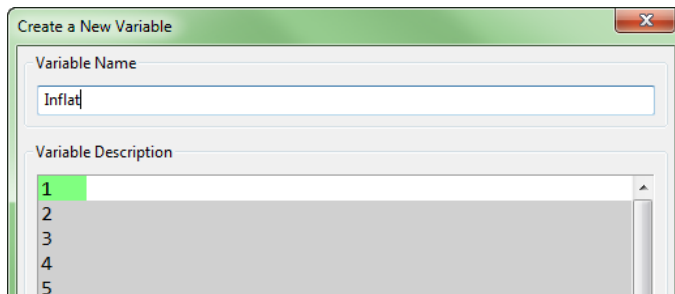 Create a New Variable
Variable Name
Inflat
Variable Description
1
2
3
4
5